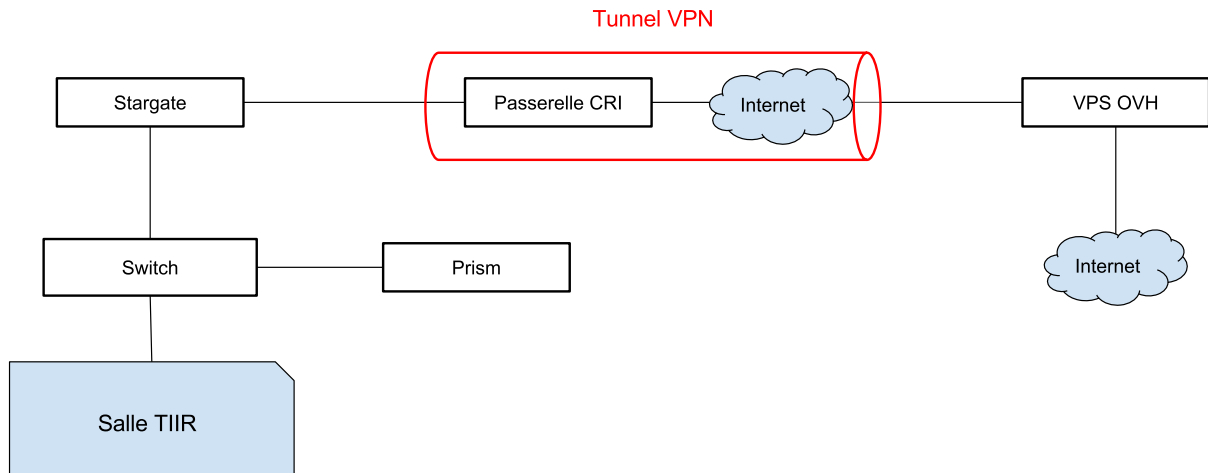 Tunnel VPN
Stargate
Passerelle CRI
Internet
VPS OVH
Switch
Prism
Internet
Salle TIIR